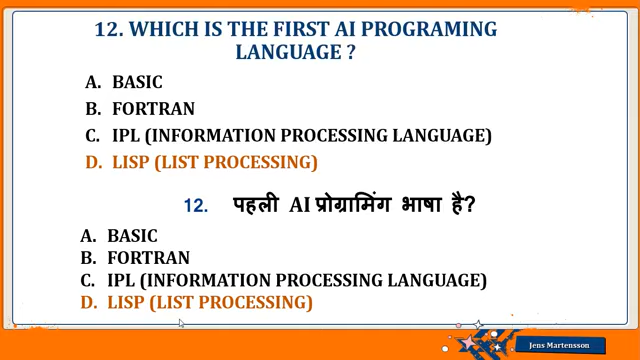 12. WHICH IS THE FIRST AI PROGRAMING
LANGUAGE ?
A. BASIC
B. FORTRAN
C. IPL (INFORMATION PROCESSING LANGUAGE)
D. LISP (LIST PROCESSING)
12. पहली AI प्रोग्रामिंग भाषा है?
A. BASIC
B. FORTRAN
C. IPL (INFORMATION PROCESSING LANGUAGE)
D. LISP (LIST PROCESSING)
Jens Martensson